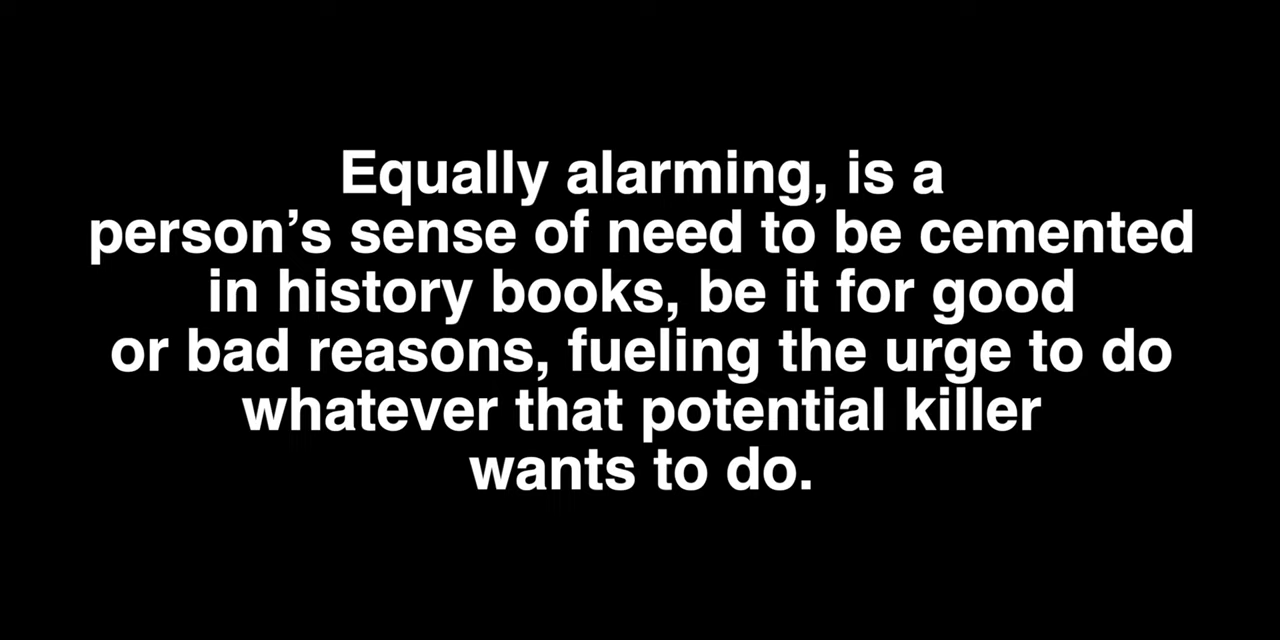 Equally alarming, is a
person’s sense of need to be cemented
in history books, be it for good
or bad reasons, fueling the urge to do
whatever that potential killer
wants to do.